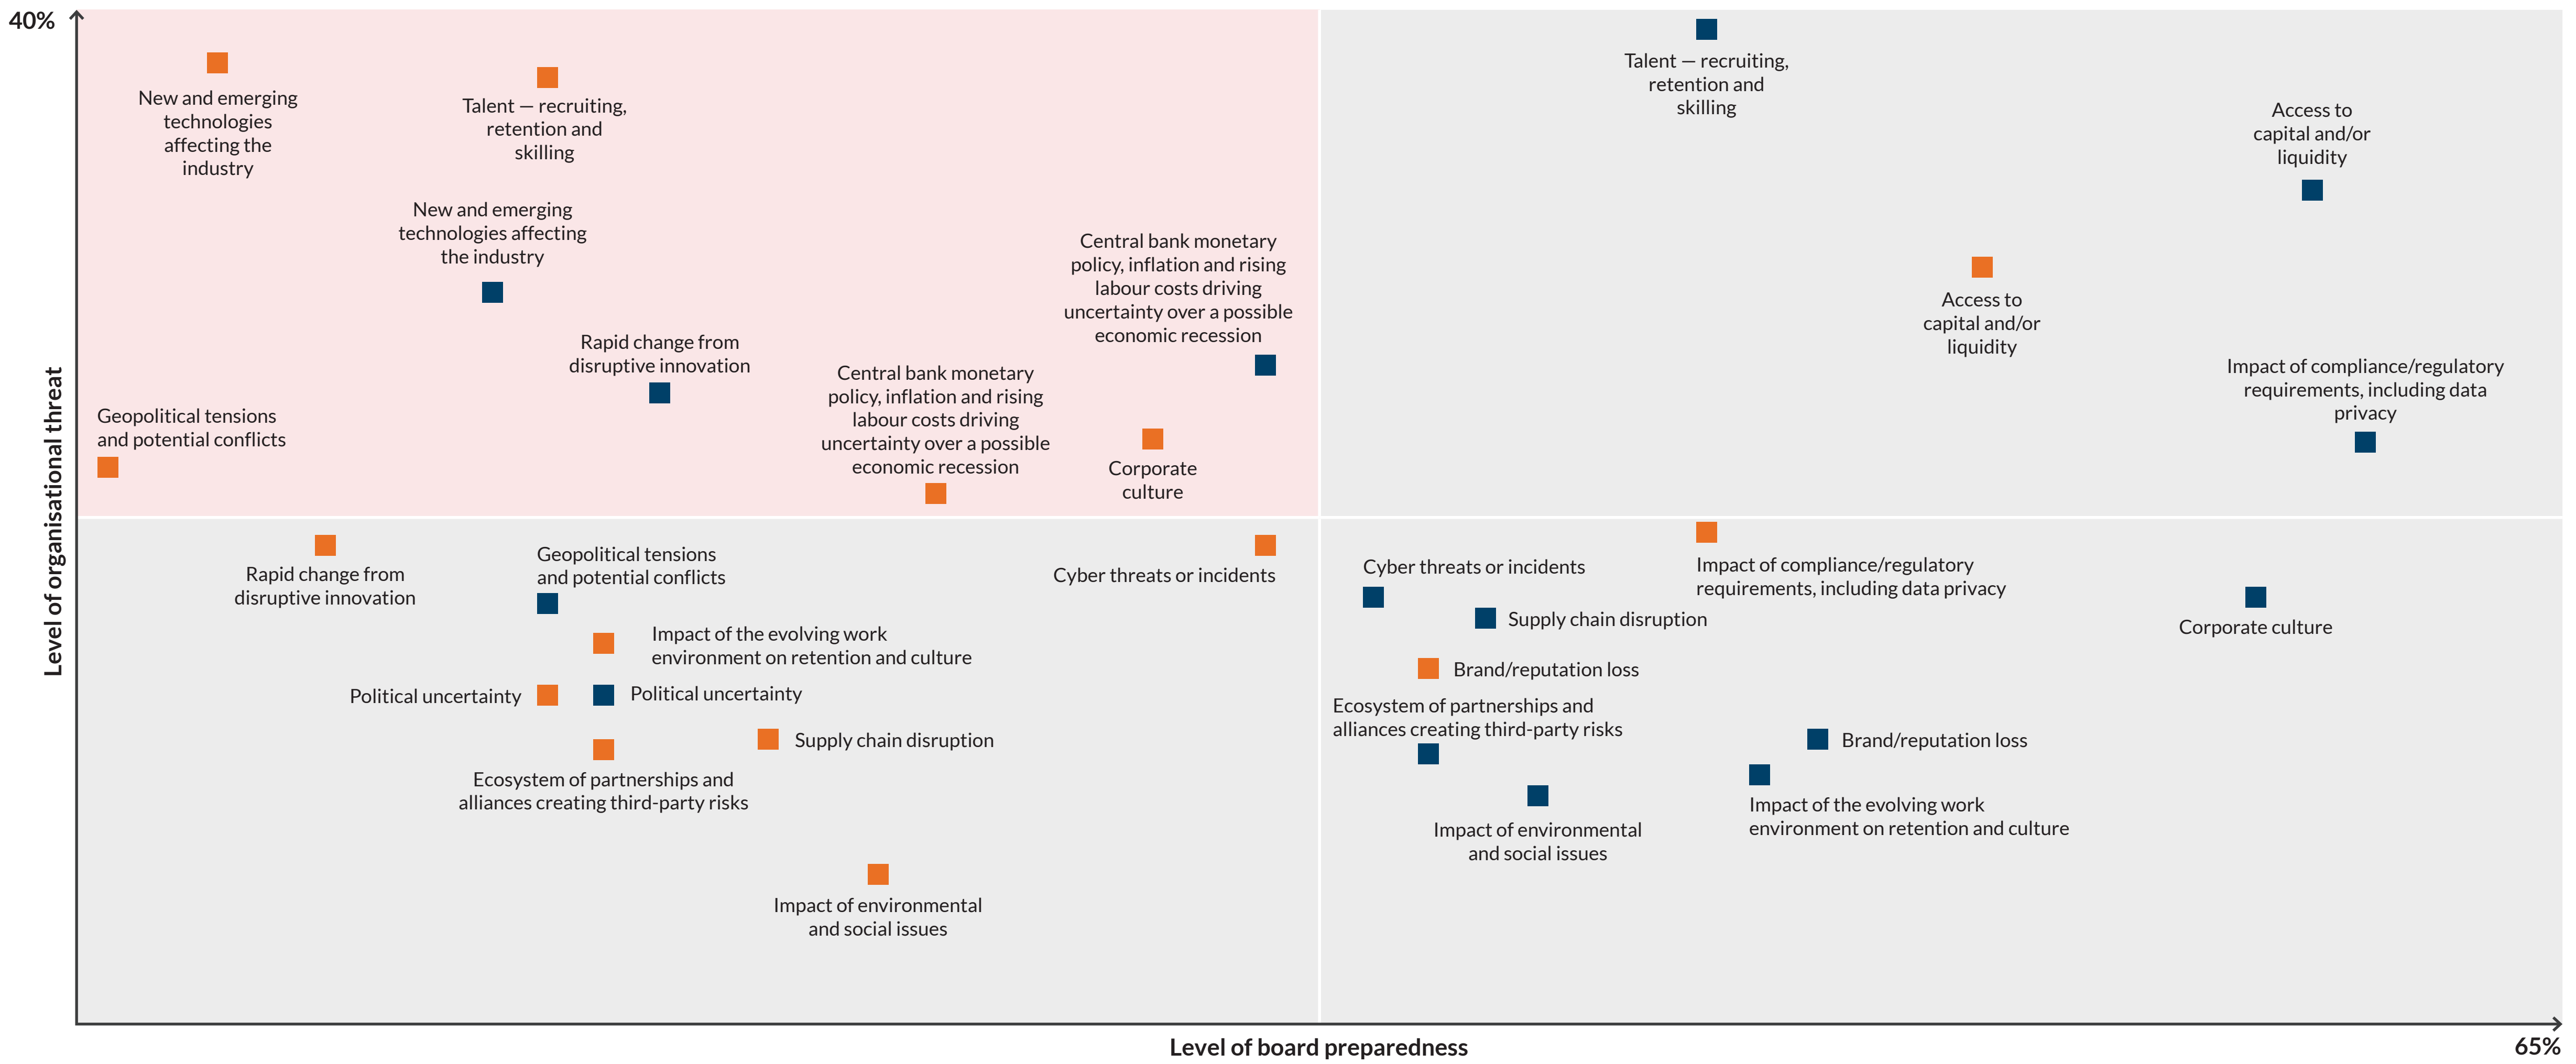 40%
New and emerging
technologies
affecting the
industry
Talent — recruiting,
retention and
skilling
New and emerging
technologies affecting
the industry
Rapid change from
disruptive innovation
Geopolitical tensions
and potential conflicts
Central bank monetary
policy, inflation and rising
labour costs driving
uncertainty over a possible
economic recession
Central bank monetary
policy, inflation and rising
labour costs driving
uncertainty over a possible
economic recession
Corporate
culture
Talent — recruiting,
retention and
skilling
Access to
capital and/or
liquidity
Access to
capital and/or
liquidity
Impact of compliance/regulatory
requirements, including data
privacy
Level of organisational threat
Rapid change from
disruptive innovation
Geopolitical tensions
and potential conflicts
Cyber threats or incidents
Impact of the evolving work
environment on retention and culture
Political uncertainty
Political uncertainty
Supply chain disruption
Ecosystem of partnerships and
alliances creating third-party risks
Impact of environmental
and social issues
Cyber threats or incidents
Impact of compliance/regulatory
requirements, including data privacy
Supply chain disruption
Corporate culture
Brand/reputation loss
Ecosystem of partnerships and
alliances creating third-party risks
Brand/reputation loss
Impact of the evolving work
environment on retention and culture
Impact of environmental
and social issues
Level of board preparedness
65%